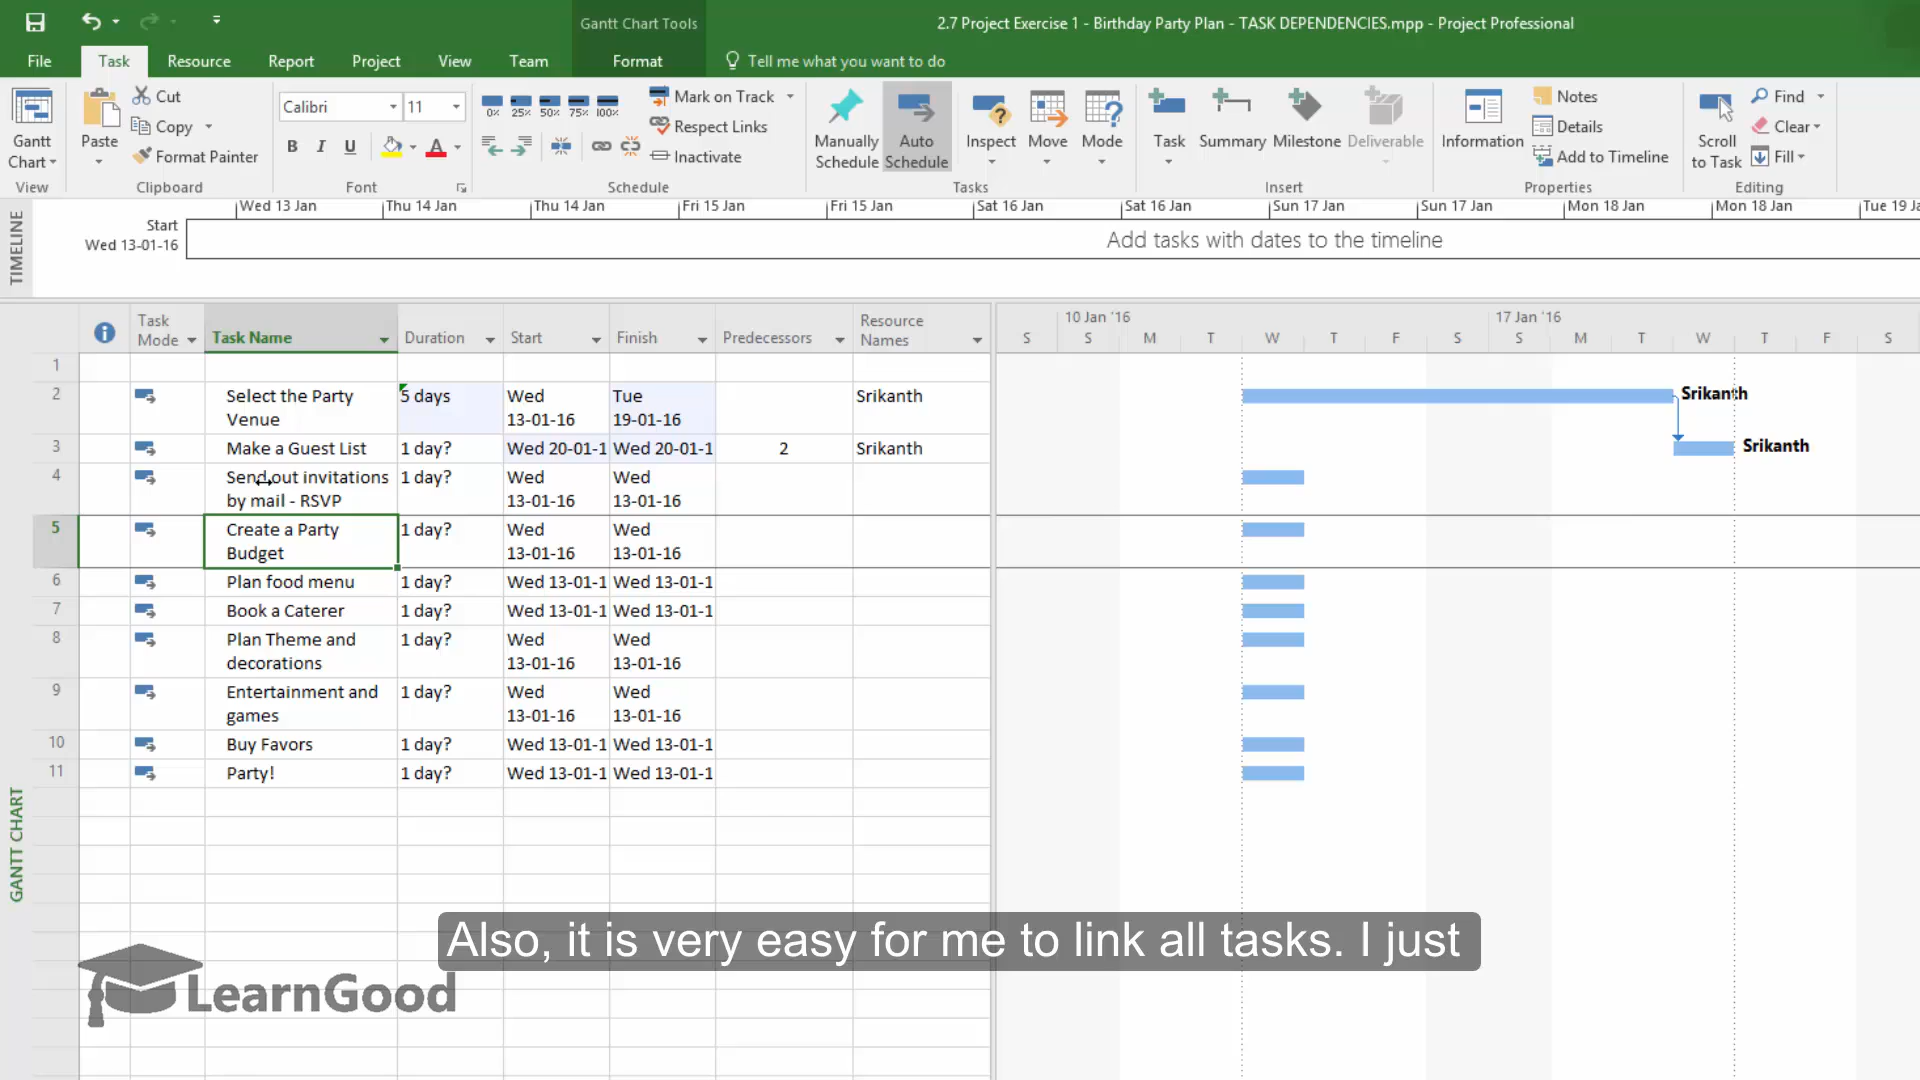 Gantt Chart Tools
2.7 Project Exercise 1 - Birthday Party Plan - TASK DEPENDENCIES.mpp - Project Professional
File Task Resource Report Project View Team Format Tell me what you want to do
Gantt Chart
View
Paste
Cut
Copy
Format Painter
Clipboard
Calibri 11
B I U A
Font
0% 25% 50% 75% 100%
Mark on Track
Respect Links
Inactivate
Schedule
Manually Schedule
Auto Schedule
Inspect
Move
Mode
Tasks
Task
Summary
Milestone
Deliverable
Insert
Information
Notes
Details
Add to Timeline
Properties
Scroll to Task
Find
Clear
Fill
Editing
TIMELINE
Wed 13 Jan Thu 14 Jan Thu 14 Jan Fri 15 Jan Fri 15 Jan Sat 16 Jan Sat 16 Jan Sun 17 Jan Sun 17 Jan Mon 18 Jan Mon 18 Jan Tue 19 Ja
Start
Wed 13-01-16
Add tasks with dates to the timeline
Task Mode Task Name Duration Start Finish Predecessors Resource Names
10 Jan '16 17 Jan '16
S S M T W T F S S M T W T F S
1
2 Select the Party Venue 5 days Wed 13-01-16 Tue 19-01-16 Srikanth Srikanth
3 Make a Guest List 1 day? Wed 20-01-1 Wed 20-01-1 2 Srikanth Srikanth
4 Send out invitations by mail - RSVP 1 day? Wed 13-01-16 Wed 13-01-16
5 Create a Party Budget 1 day? Wed 13-01-16 Wed 13-01-16
6 Plan food menu 1 day? Wed 13-01-1 Wed 13-01-1
7 Book a Caterer 1 day? Wed 13-01-1 Wed 13-01-1
8 Plan Theme and decorations 1 day? Wed 13-01-16 Wed 13-01-16
9 Entertainment and games 1 day? Wed 13-01-16 Wed 13-01-16
10 Buy Favors 1 day? Wed 13-01-1 Wed 13-01-1
11 Party! 1 day? Wed 13-01-1 Wed 13-01-1
GANTT CHART
Also, it is very easy for me to link all tasks. I just
LearnGood